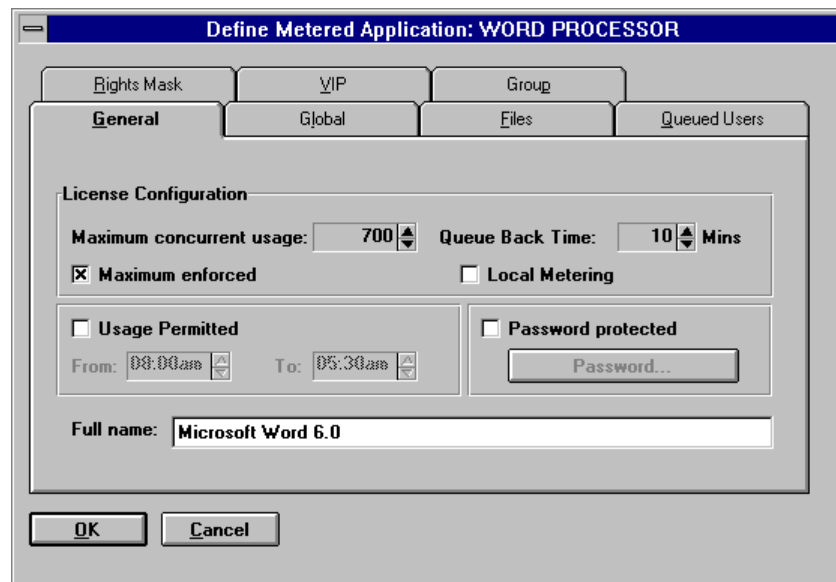 Define Metered Application: WORD PROCESSOR
Rights Mask VIP Group
General Global Files Queued Users
License Configuration
Maximum concurrent usage: 700 Queue Back Time: 10 Mins
Maximum enforced Local Metering
Usage Permitted Password protected
From: 08:00am To: 05:30am Password...
Full name: Microsoft Word 6.0
OK Cancel